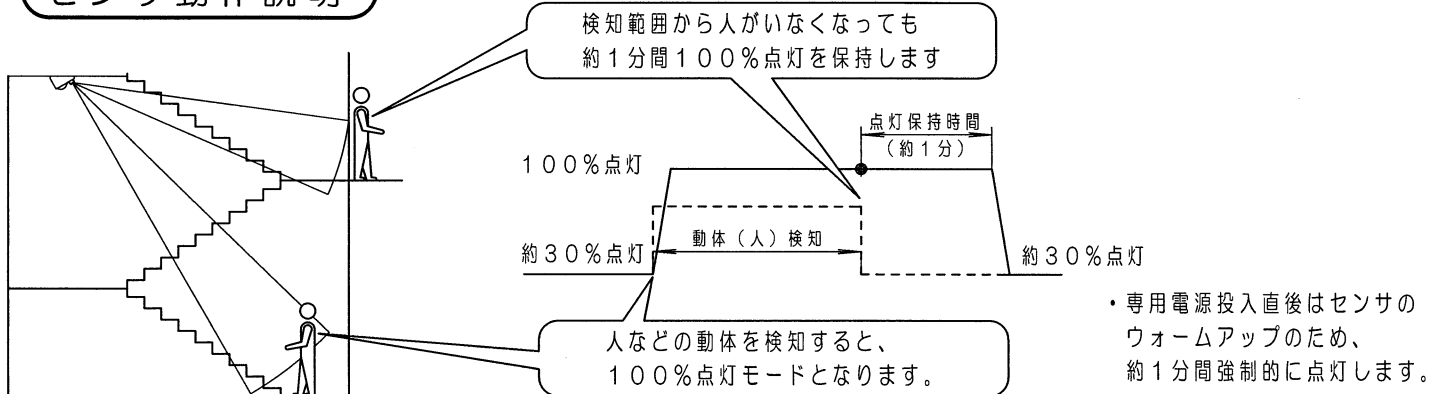 センサ動作説明
検知範囲から人がいなくなっても
約1分間100%点灯を保持します
点灯保持時間
(約1分)
100%点灯
動体(人)検知
約30%点灯
約30%点灯
人などの動体を検知すると、
100%点灯モードとなります。
・専用電源投入直後はセンサの
ウォームアップのため、
約1分間強制的に点灯します。